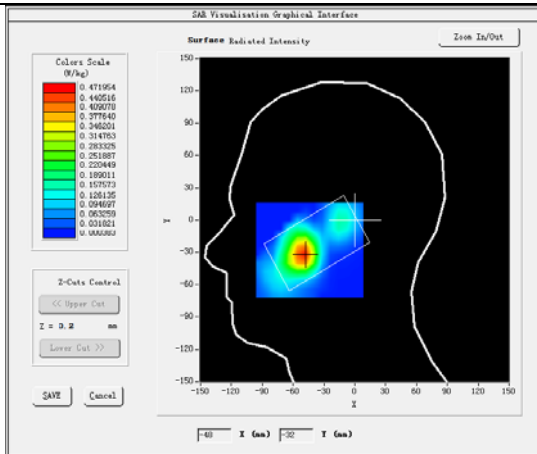 SAR Visualisation Graphical Interface
Surface Radiated Intensity
Zoom In/Out
Colors Scale
(W/kg)
0.471954
0.440516
0.409078
0.377640
0.346201
0.314763
0.283325
0.251887
0.220449
0.189011
0.157573
0.126135
0.094697
0.063259
0.031821
0.000383
Z-Cuts Control
<< Upper Cut
Z = 3.2 mm
Lower Cut >>
SAVE Cancel
150
120
90
60
30
0
-30
-60
-90
-120
-150
Y
-150 -120 -90 -60 -30 0 30 60 90 120 150
X
-48 X (mm) -32 Y (mm)